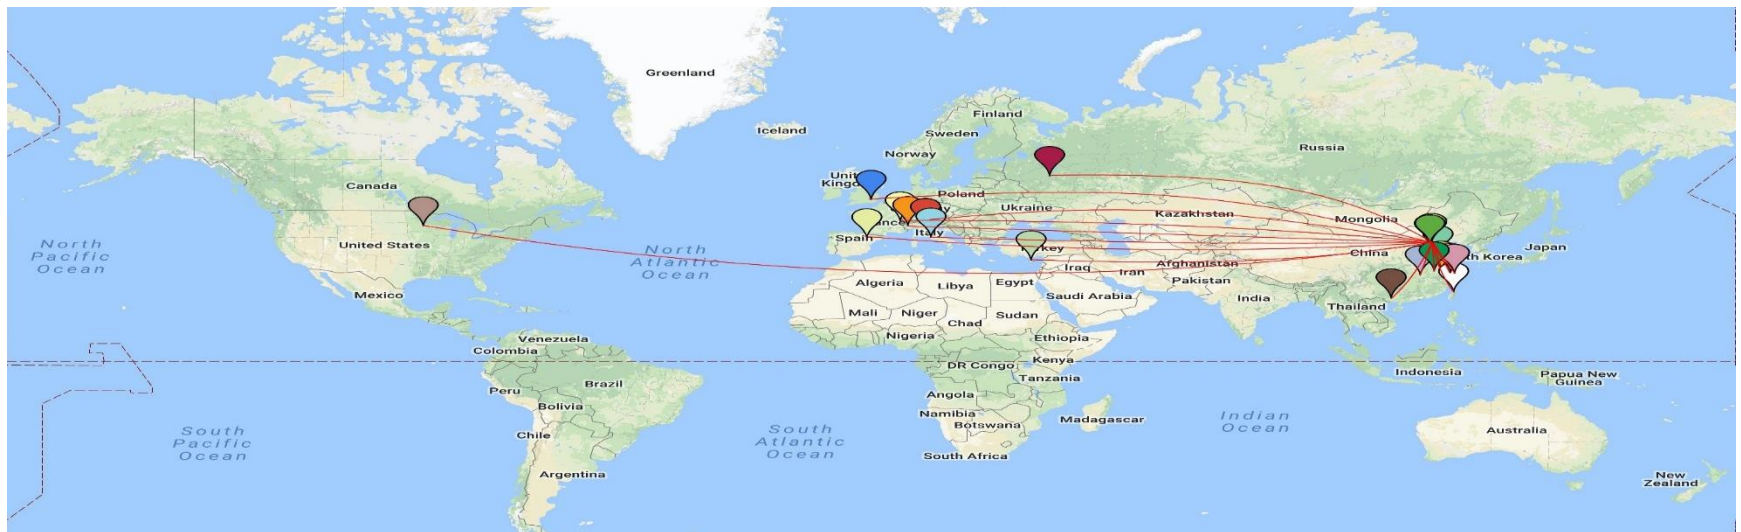 Greenland
Iceland
Finland
Sweden
Norway
Russia
Canada
Poland
Ukraine
Kazakhstan
Mongolia
United States
Spain
Italy
China
Japan
North
Pacific
Ocean
North
Atlantic
Ocean
Iraq
Iran
Afghanistan
Pakistan
Mexico
Algeria
Libya
Egypt
Saudi Arabia
India
Thailand
Mali
Niger
Chad
Sudan
Nigeria
Ethiopia
Venezuela
Colombia
DR Congo
Kenya
Tanzania
Indonesia
Papua New
Guinea
Peru
Brazil
Bolivia
Angola
Namibia
Botswana
Madagascar
Indian
Ocean
South
Pacific
Ocean
Chile
South
Atlantic
Ocean
South Africa
Australia
Argentina
New
Zealand